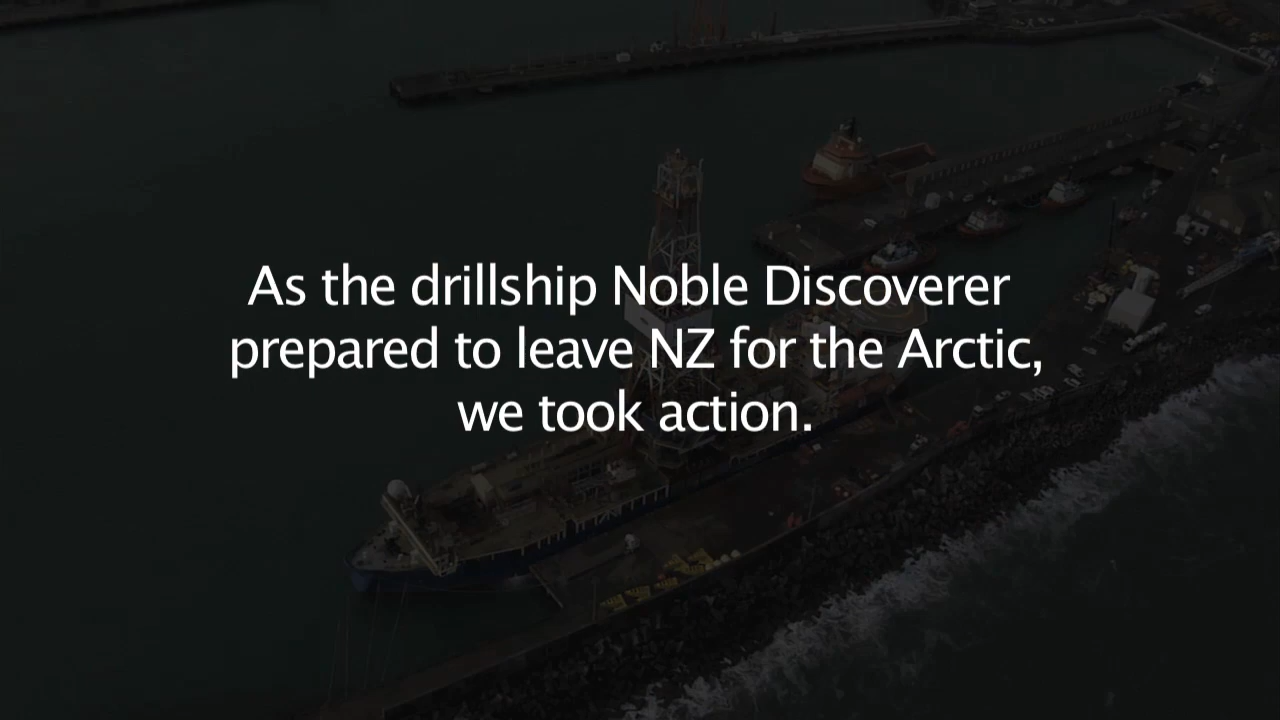 As the drillship Noble Discoverer
prepared to leave NZ for the Arctic,
we took action.